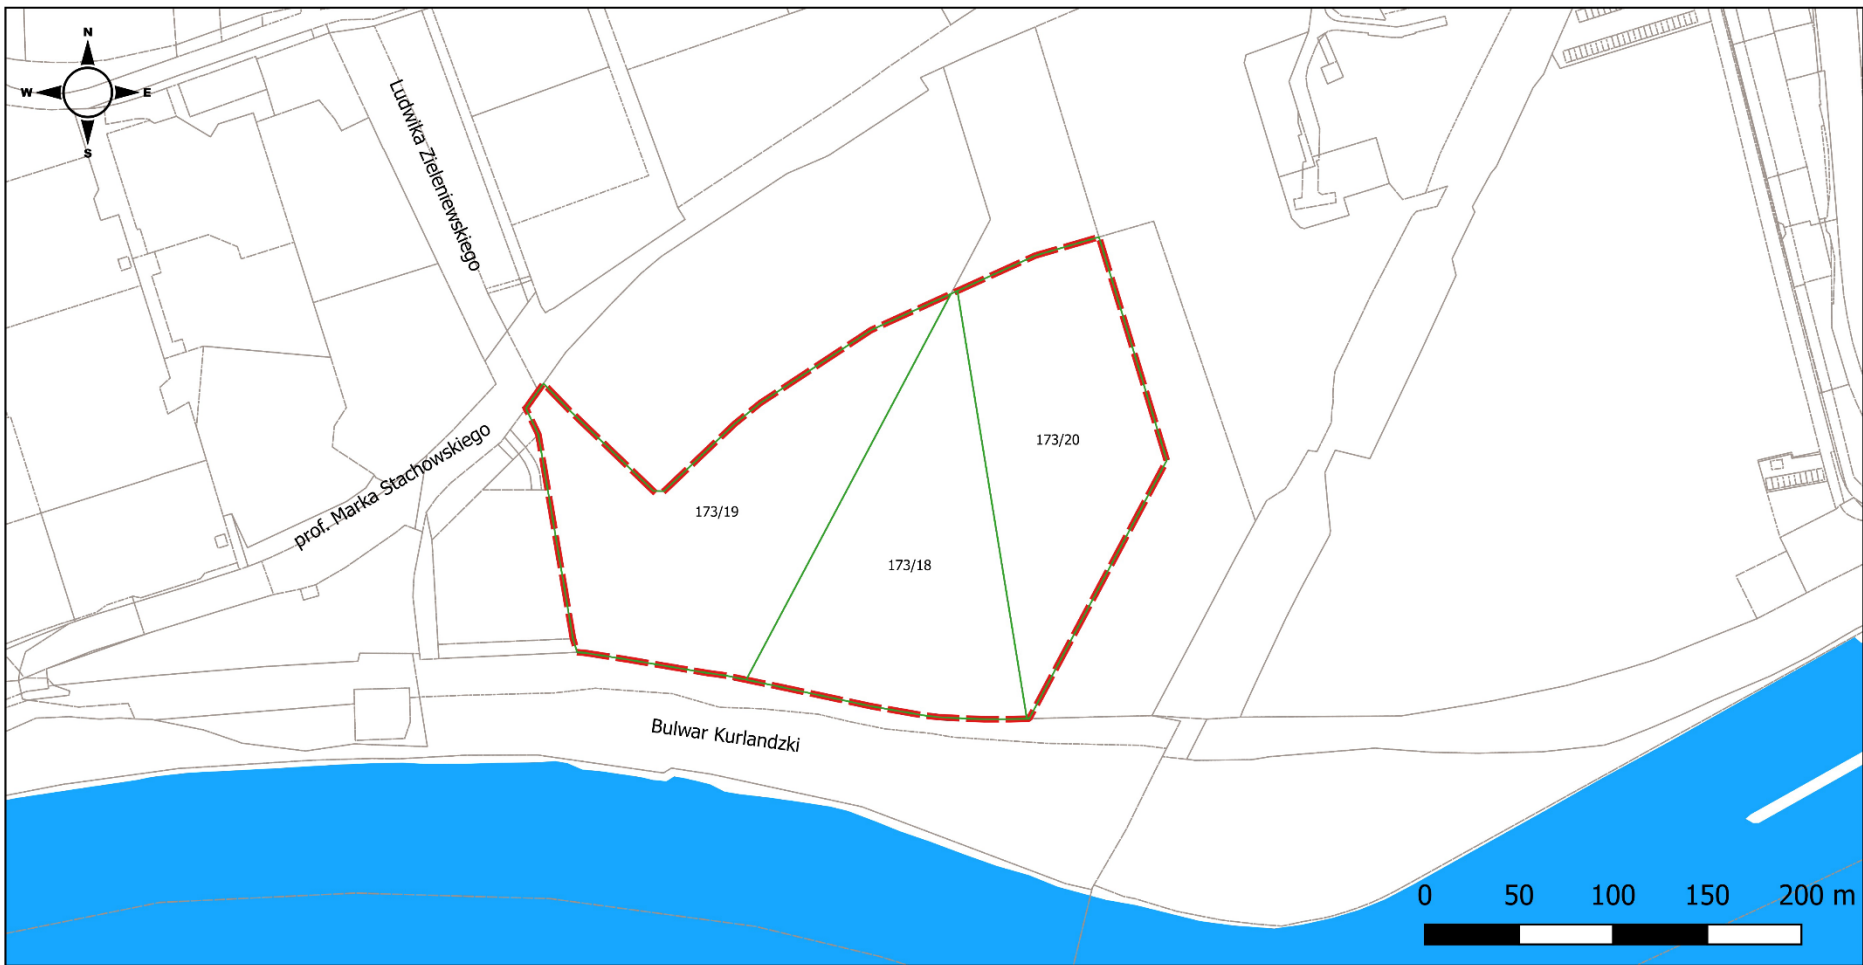 N
W E
S
Ludwika Zieleniewskiego
prof. Marka Stachowskiego
173/20
173/19
173/18
Bulwar Kurlandzki
0 50 100 150 200 m